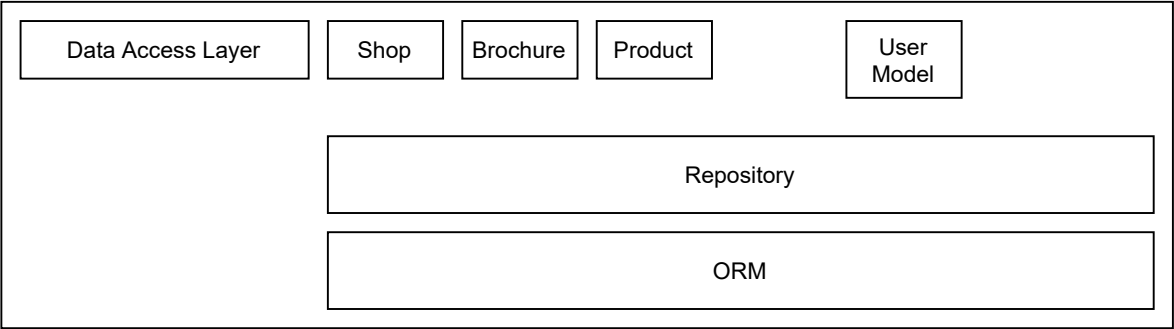 Data Access Layer
Shop
Brochure
Product
User
Model
Repository
ORM